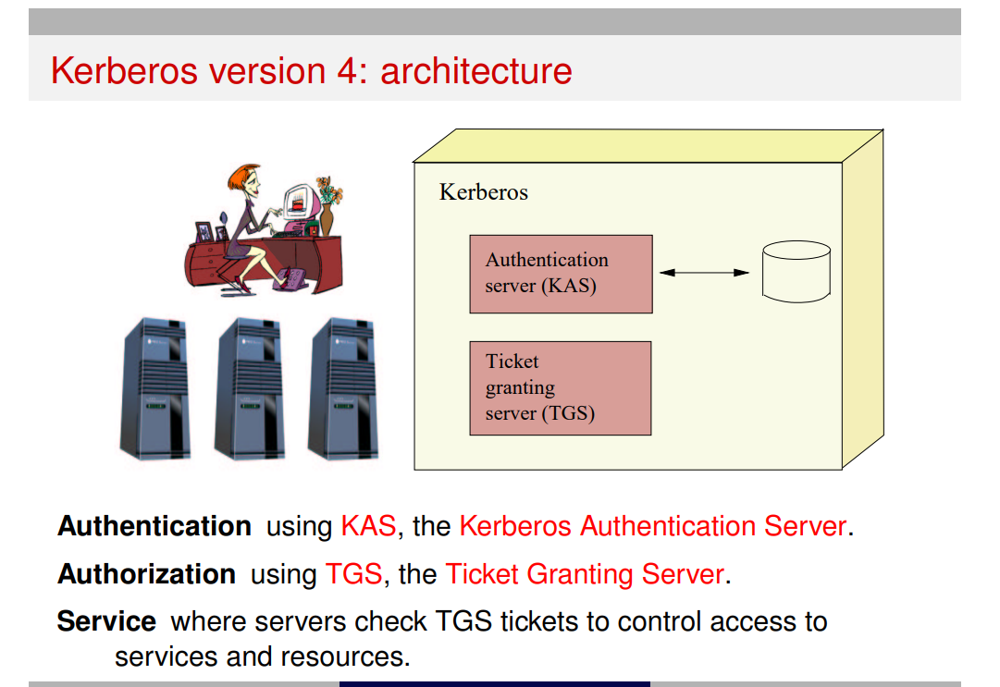 Kerberos version 4: architecture
Kerberos
Authentication
server (KAS)
Ticket
granting
server (TGS)
Authentication using KAS, the Kerberos Authentication Server.
Authorization using TGS, the Ticket Granting Server.
Service where servers check TGS tickets to control access to
services and resources.